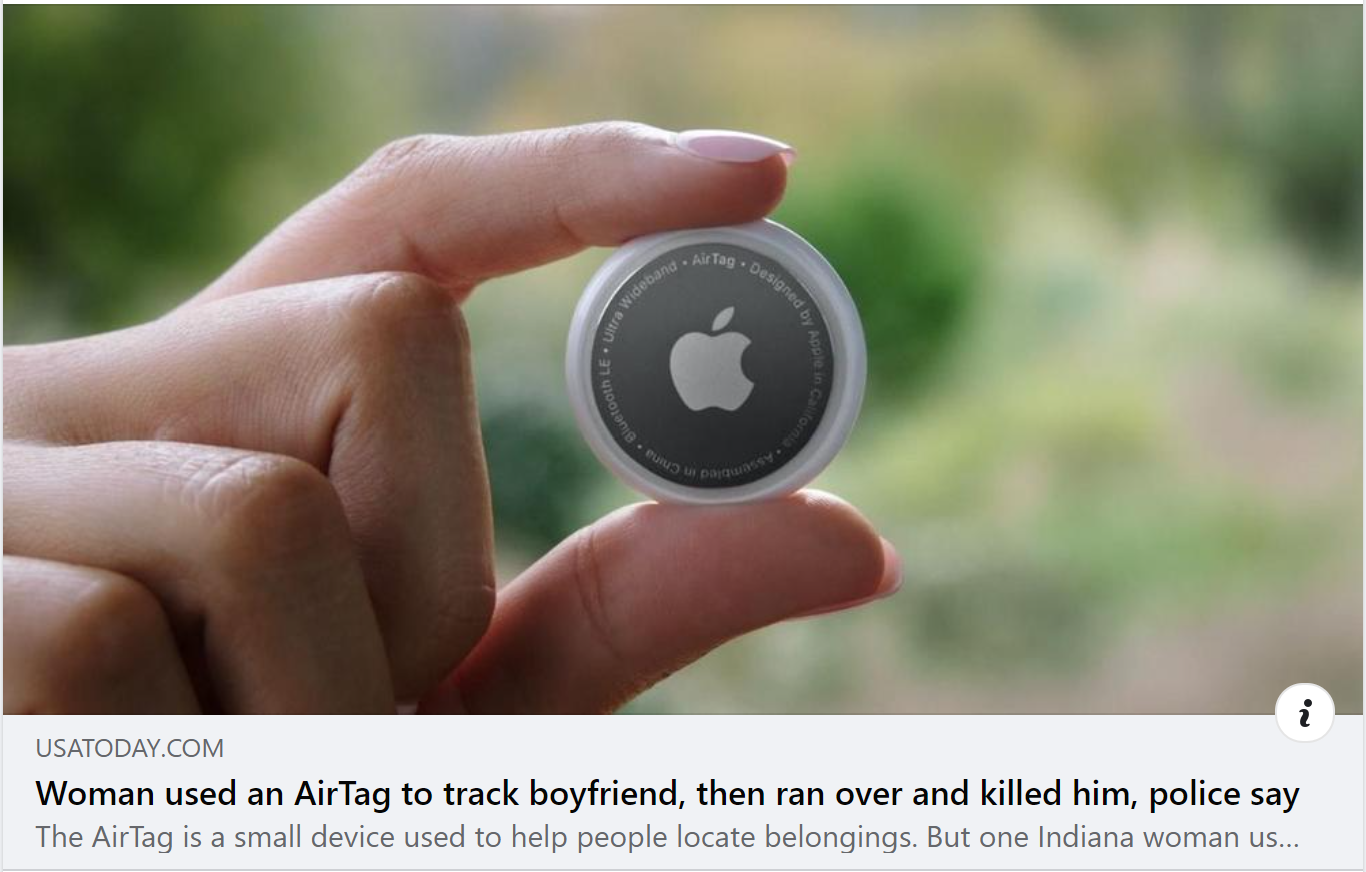 Bluetooth LE • Ultra Wideband • AirTag • Designed by Apple in California • Assembled in China •
USATODAY.COM
Woman used an AirTag to track boyfriend, then ran over and killed him, police say
The AirTag is a small device used to help people locate belongings. But one Indiana woman us...